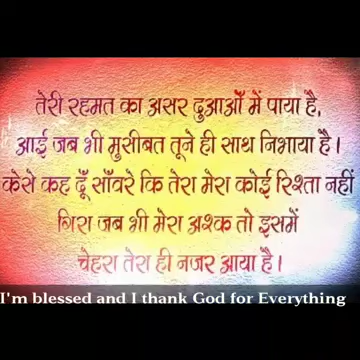 तेरी रहमत का असर दुआओं में पाया है,
आई जब भी मुसीबत तूने ही साथ निभाया है।
केसे कह दूँ साँवरे कि तेरा मेरा कोई रिश्ता नहीं
गिरा जब भी मेरा अश्क तो इसमें
चेहरा तेरा ही नजर आया है।
I'm blessed and I thank God for Everything